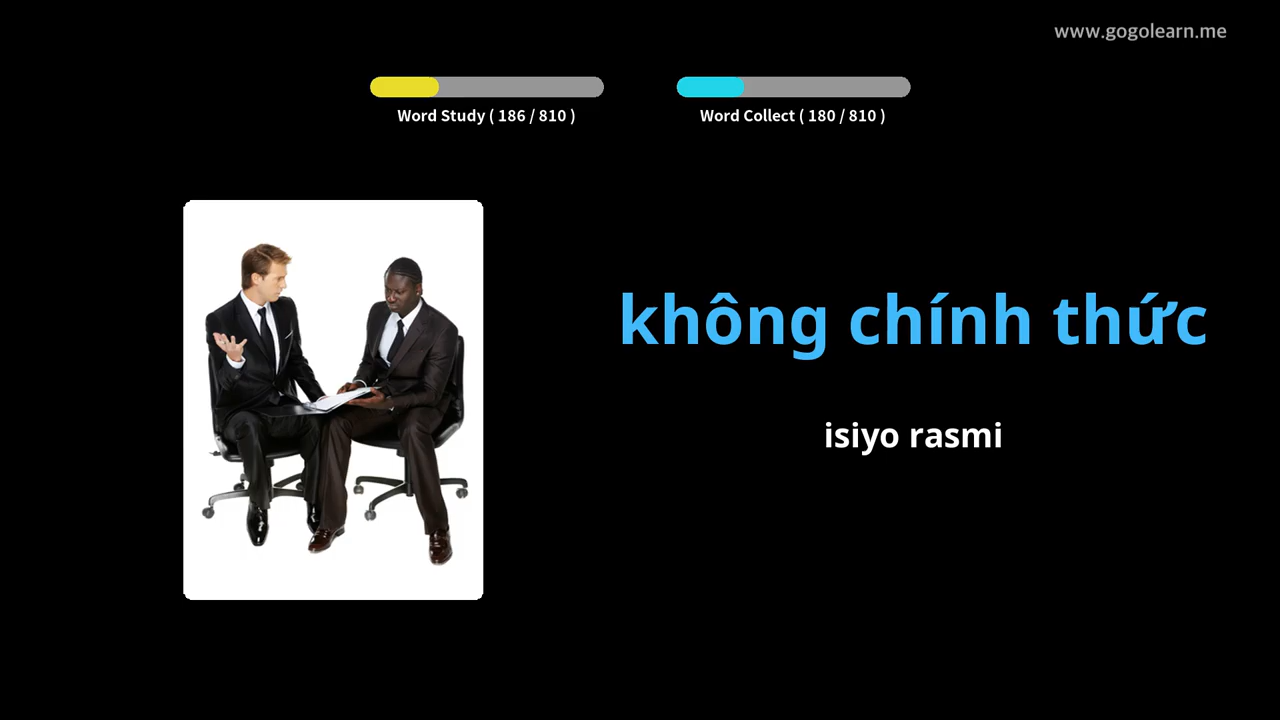 www.gogolearn.me
Word Study ( 186 / 810 )
Word Collect ( 180 / 810 )
không chính thức
isiyo rasmi